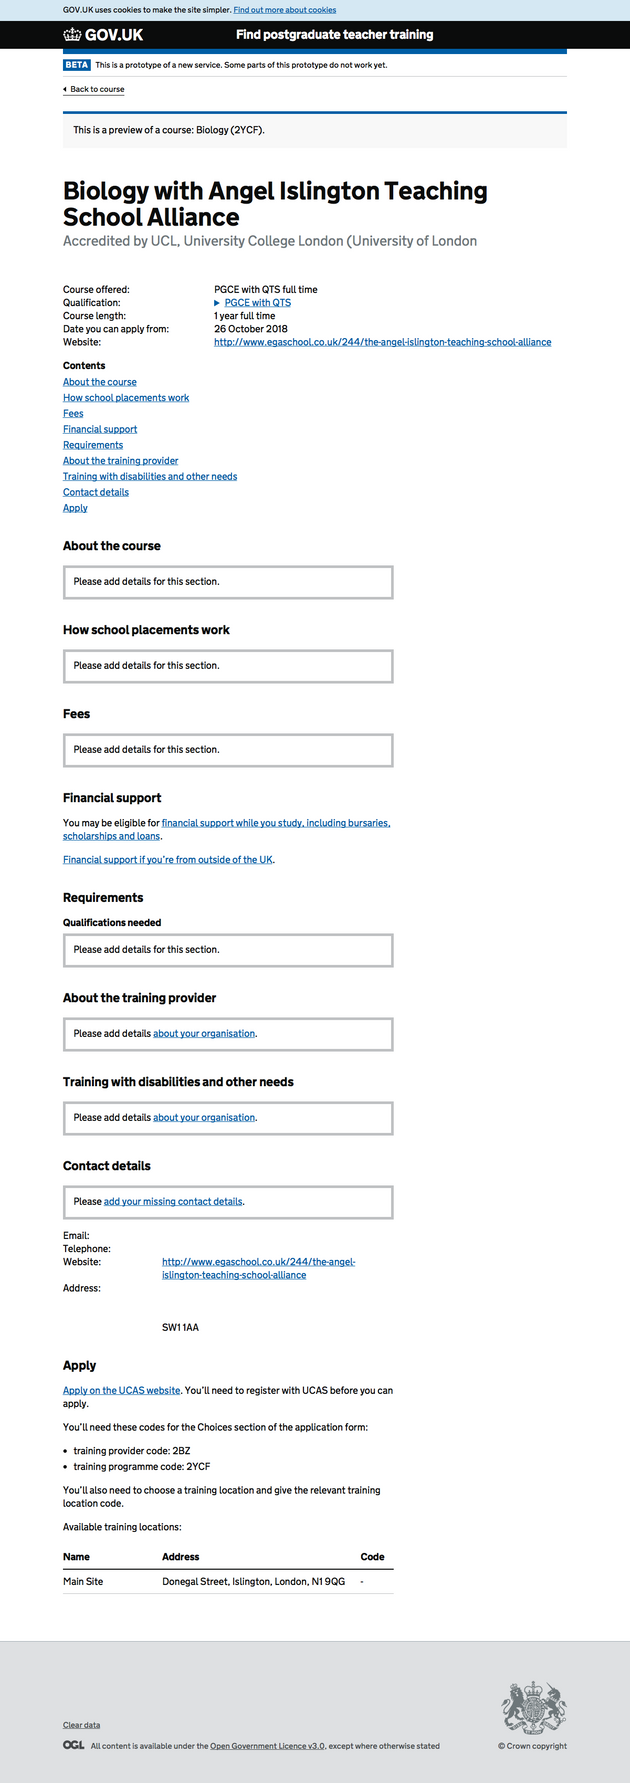 GOV.UK uses cookies to make the site simpler. Find out more about cookies
GOV.UK Find postgraduate teacher training
BETA This is a prototype of a new service. Some parts of this prototype do not work yet.
Back to course
This is a preview of a course: Biology (2YCF).
Biology with Angel Islington Teaching
School Alliance
Accredited by UCL, University College London (University of London
Course offered: PGCE with QTS full time
Qualification: PGCE with QTS
Course length: 1 year full time
Date you can apply from: 26 October 2018
Website: http://www.egaschool.co.uk/244/the-angel-islington-teaching-school-alliance
Contents
About the course
How school placements work
Fees
Financial support
Requirements
About the training provider
Training with disabilities and other needs
Contact details
Apply
About the course
Please add details for this section.
How school placements work
Please add details for this section.
Fees
Please add details for this section.
Financial support
You may be eligible for financial support while you study, including bursaries,
scholarships and loans.
Financial support if you're from outside of the UK.
Requirements
Qualifications needed
Please add details for this section.
About the training provider
Please add details about your organisation.
Training with disabilities and other needs
Please add details about your organisation.
Contact details
Please add your missing contact details.
Email:
Telephone:
Website: http://www.egaschool.co.uk/244/the-angel-
islington-teaching-school-alliance
Address:
SW1 1AA
Apply
Apply on the UCAS website. You'll need to register with UCAS before you can
apply.
You'll need these codes for the Choices section of the application form:
• training provider code: 2BZ
• training programme code: 2YCF
You'll also need to choose a training location and give the relevant training
location code.
Available training locations:
Name Address Code
Main Site Donegal Street, Islington, London, N1 9QG -
Clear data
OGL All content is available under the Open Government Licence v3.0, except where otherwise stated
© Crown copyright